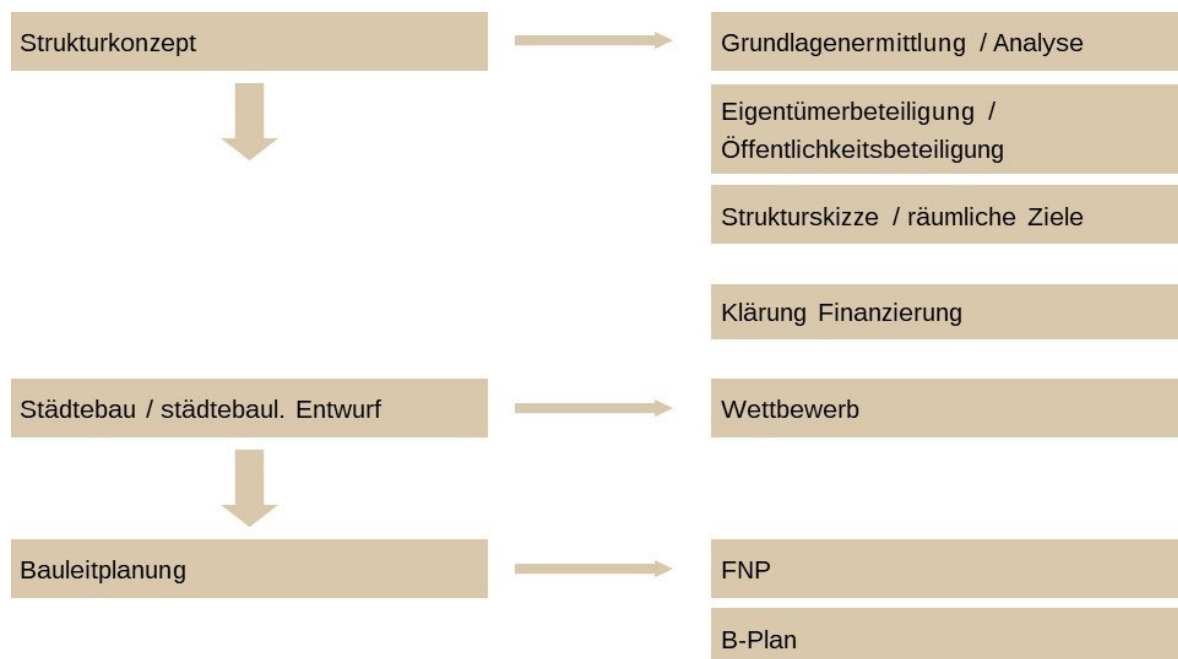 Strukturkonzept
Grundlagenermittlung / Analyse
Eigentümerbeteiligung /
Öffentlichkeitsbeteiligung
Strukturskizze / räumliche Ziele
Klärung Finanzierung
Städtebau / städtebaul. Entwurf
Wettbewerb
Bauleitplanung
FNP
B-Plan